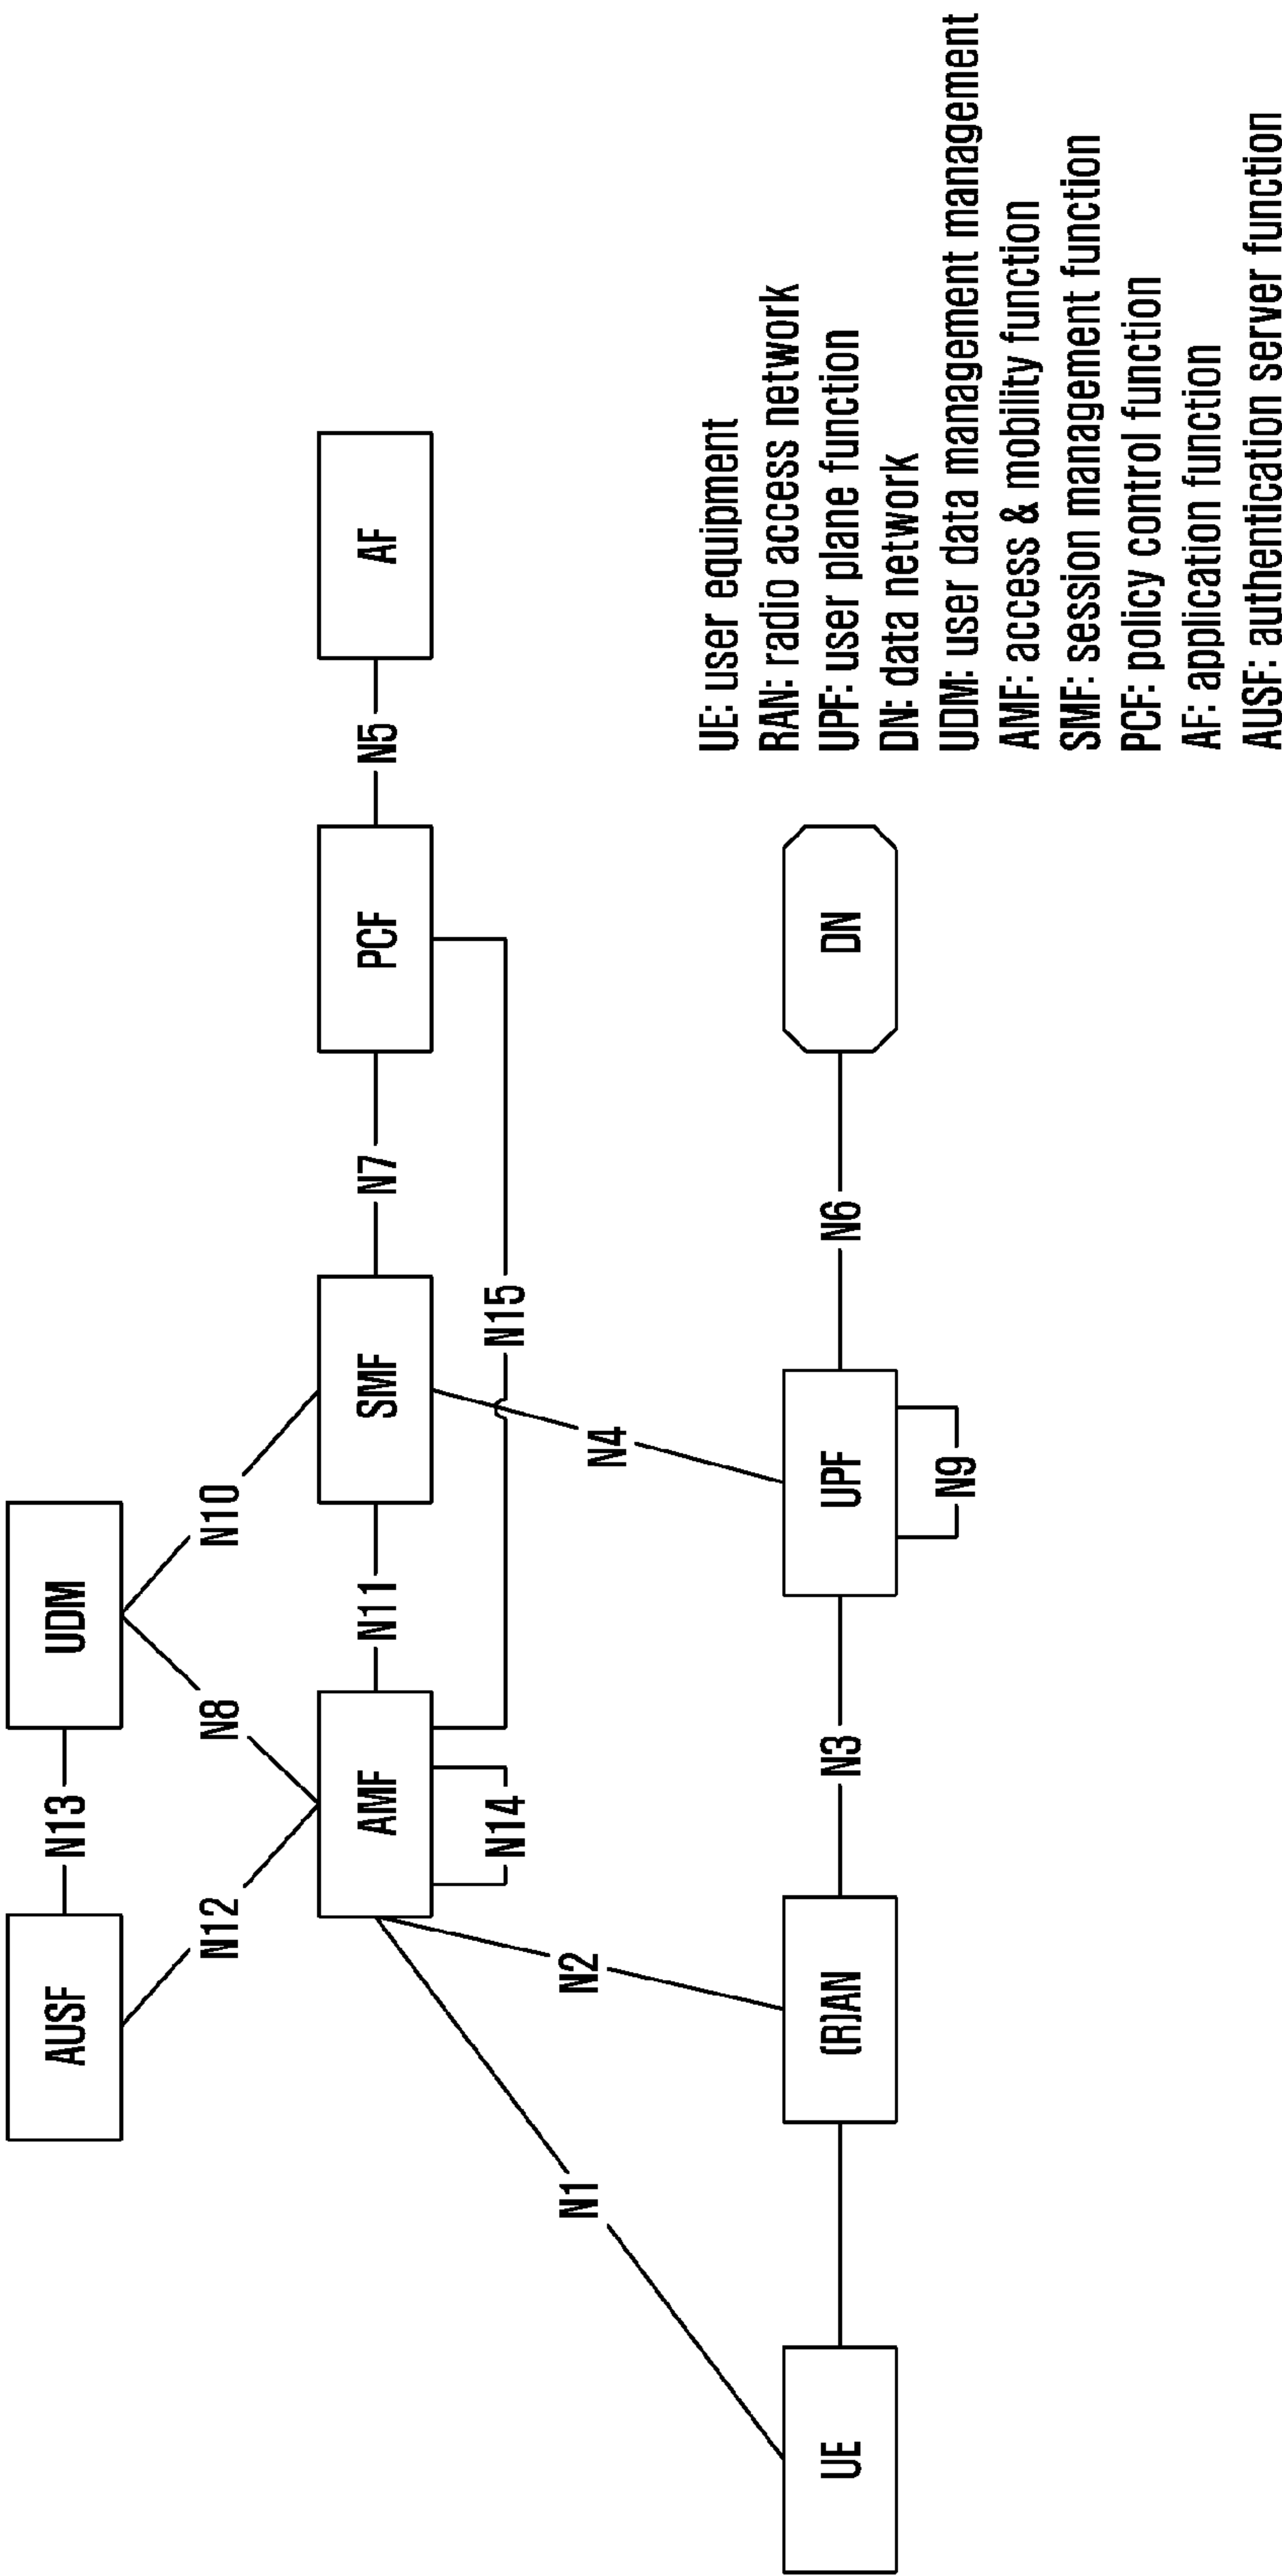 AUSF
N13
UDM
N12
N8
N10
AMF
N11
SMF
N7
PCF
N5
AF
N14
N15
N1
N2
N4
UE
(R)AN
N3
UPF
N6
DN
N9
UE: user equipment
RAN: radio access network
UPF: user plane function
DN: data network
UDM: user data management management
AMF: access & mobility function
SMF: session management function
PCF: policy control function
AF: application function
AUSF: authentication server function